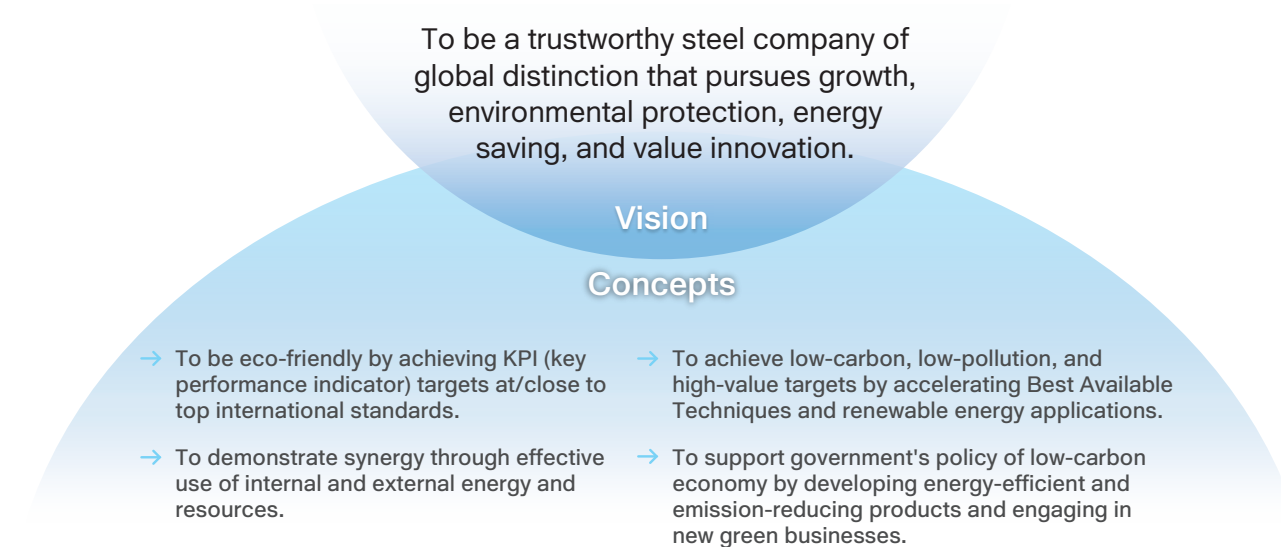 To be a trustworthy steel company of
global distinction that pursues growth,
environmental protection, energy
saving, and value innovation.
Vision
Concepts
→ To be eco-friendly by achieving KPI (key
performance indicator) targets at/close to
top international standards.
→ To demonstrate synergy through effective
use of internal and external energy and
resources.
→ To achieve low-carbon, low-pollution, and
high-value targets by accelerating Best Available
Techniques and renewable energy applications.
→ To support government's policy of low-carbon
economy by developing energy-efficient and
emission-reducing products and engaging in
new green businesses.